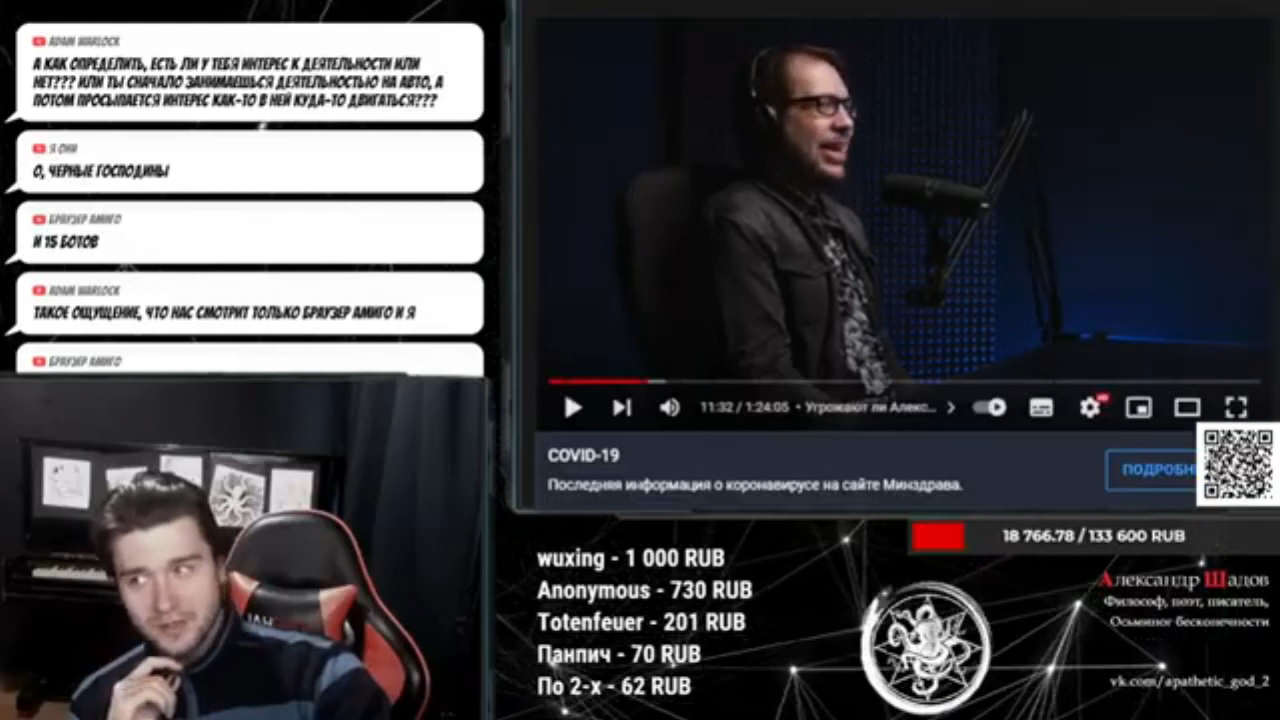 ADAM WARLOCK
А КАК ОПРЕДЕЛИТЬ, ЕСТЬ ЛИ У ТЕБЯ ИНТЕРЕС К ДЕЯТЕЛЬНОСТИ ИЛИ
НЕТ??? ИЛИ ТЫ СНАЧАЛО ЗАНИМАЕШЬСЯ ДЕЯТЕЛЬНОСТЬЮ НА АВТО, А
ПОТОМ ПРОСЫПАЕТСЯ ИНТЕРЕС КАК-ТО В НЕЙ КУДА-ТО ДВИГАТЬСЯ???
Я ОНИ
О, ЧЕРНЫЕ ГОСПОДИНЫ
БРАУЗЕР АМИГО
И 15 БОТОВ
ADAM WARLOCK
ТАКОЕ ОЩУЩЕНИЕ, ЧТО НАС СМОТРИТ ТОЛЬКО БРАУЗЕР АМИГО И Я
БРАУЗЕР АМИГО
11:32 / 1:24:05 • Угрожают ли Алекс...
COVID-19
Последняя информация о коронавирусе на сайте Минздрава.
ПОДРОБН
18 766.78 / 133 600 RUB
wuxing - 1 000 RUB
Anonymous - 730 RUB
Totenfeuer - 201 RUB
Панпич - 70 RUB
По 2-х - 62 RUB
Александр Шадов
Философ, поэт, писатель,
Осьминог бесконечности
vk.com/apathetic_god_2